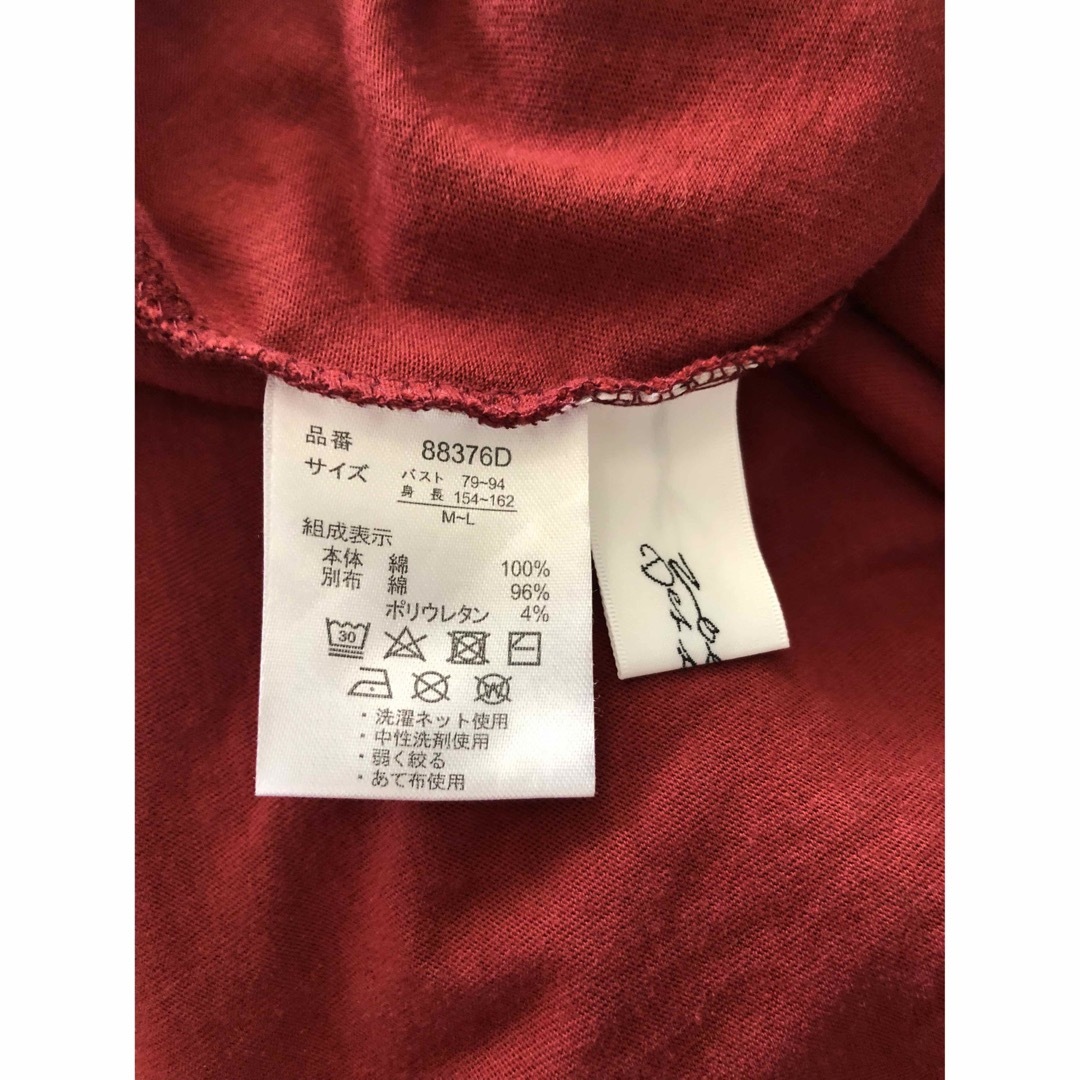 品番 88376D
サイズ バスト 79~94
身長 154~162
M~L
組成表示
本体 綿 100%
別布 綿 96%
ポリウレタン 4%
30
W
・洗濯ネット使用
・中性洗剤使用
・弱く絞る
・あて布使用